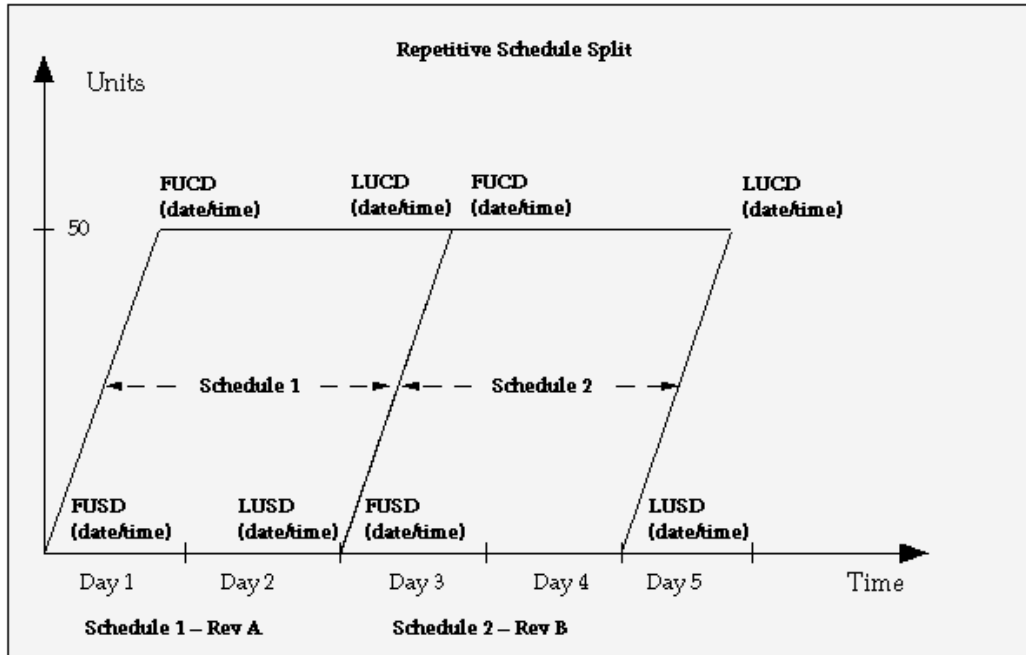 Repetitive Schedule Split
Units
FUCD
(date/time)
LUCD
(date/time)
FUCD
(date/time)
LUCD
(date/time)
50
Schedule 1
Schedule 2
FUSD
(date/time)
LUSD
(date/time)
FUSD
(date/time)
LUSD
(date/time)
Day 1
Day 2
Day 3
Day 4
Day 5
Time
Schedule 1 – Rev A
Schedule 2 – Rev B